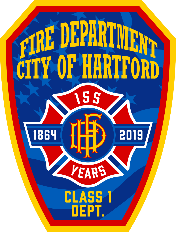 FIRE DEPARTMENT
CITY OF HARTFORD
155
1864 2019
HFD
YEARS
CLASS 1
DEPT.